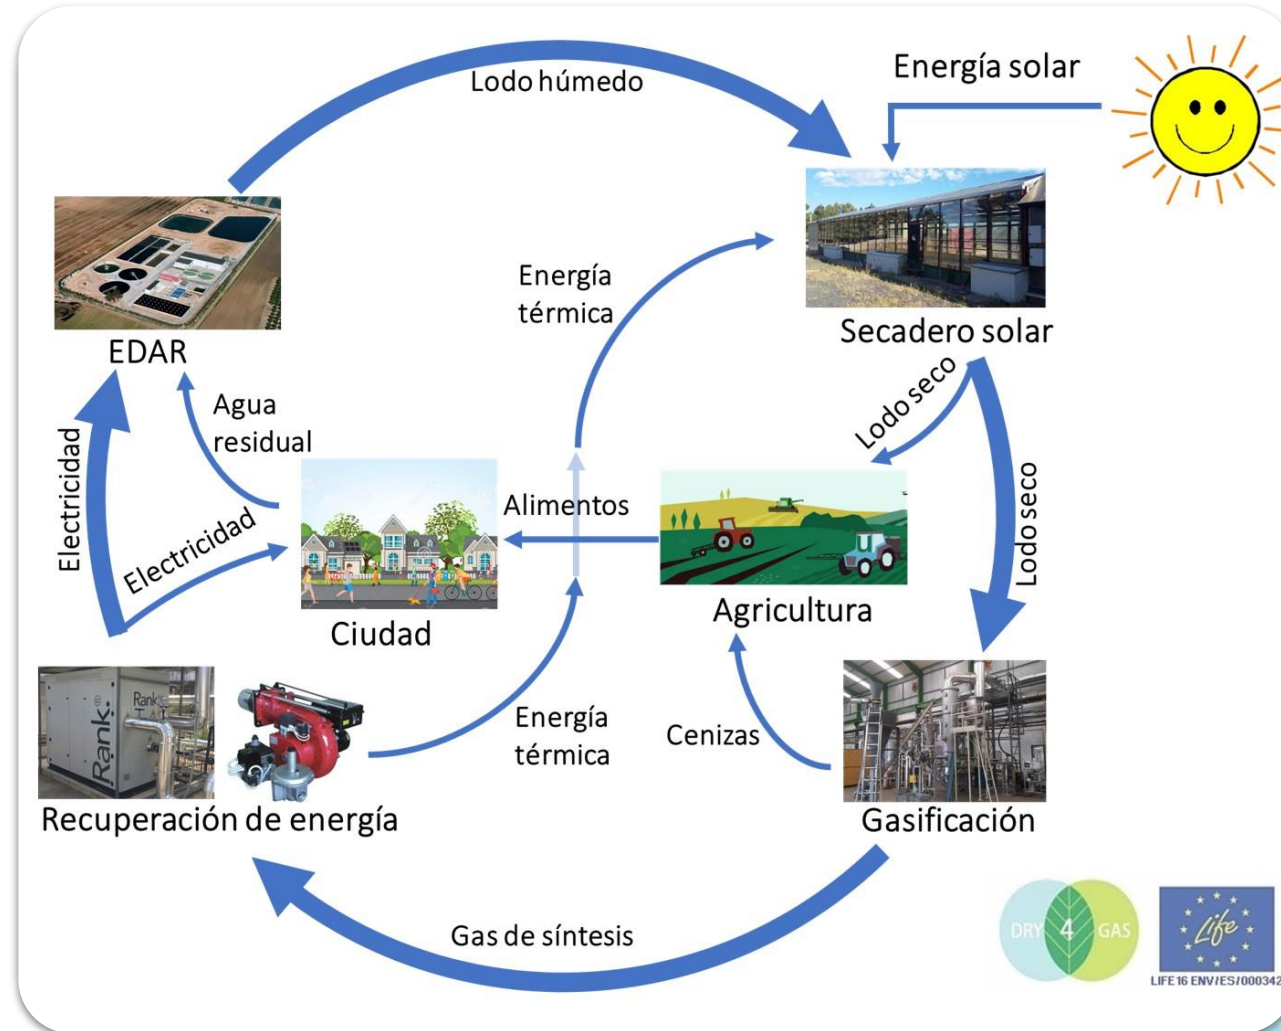 Lodo húmedo
Energía solar
Energía
térmica
Secadero solar
EDAR
Agua
residual
Lodo seco
Electricidad
Alimentos
Lodo seco
Electricidad
Agricultura
Ciudad
Rank.
Rank
Energía
térmica
Cenizas
Recuperación de energía
Gasificación
Gas de síntesis
DRY 4 GAS
Life
LIFE16 ENV/ES/000342